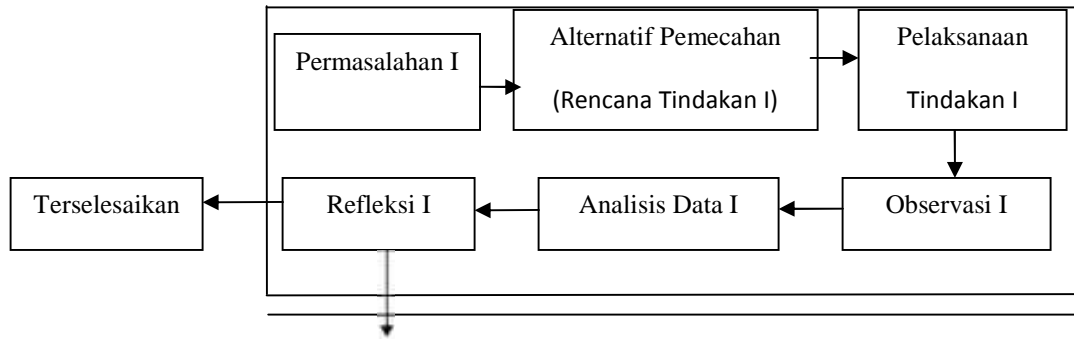 Permasalahan I
Alternatif Pemecahan
(Rencana Tindakan I)
Pelaksanaan
Tindakan I
Terselesaikan
Refleksi I
Analisis Data I
Observasi I